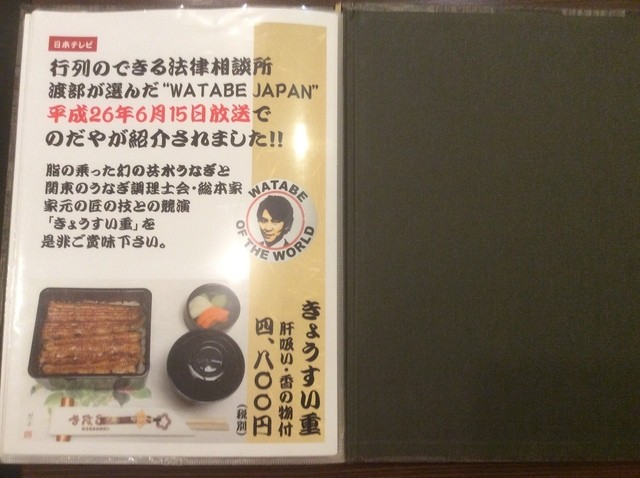 日本テレビ
行列のできる法律相談所
渡部が選んだ“WATABE JAPAN”
平成26年6月15日放送で
のだやが紹介されました!!
脂の乗った幻の共水うなぎと
関東のうなぎ調理士会・総本家
家元の匠の技との競演
「きょうすい重」を
是非ご賞味下さい。
WATABE
OF THE WORLD
きょうすい重
肝吸い・香の物付
四、八〇〇円
(税別)